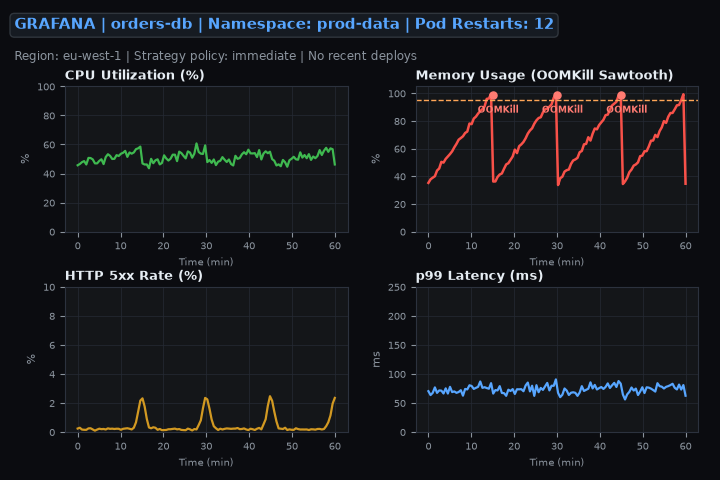 GRAFANA | orders-db | Namespace: prod-data | Pod Restarts: 12
Region: eu-west-1 | Strategy policy: immediate | No recent deploys
CPU Utilization (%)
100
80
60
40
20
0
%
0 10 20 30 40 50 60
Time (min)
Memory Usage (OOMKill Sawtooth)
100
80
60
40
20
0
%
OOMKill OOMKill OOMKill
0 10 20 30 40 50 60
Time (min)
HTTP 5xx Rate (%)
10
8
6
4
2
0
%
0 10 20 30 40 50 60
Time (min)
p99 Latency (ms)
250
200
150
100
50
0
ms
0 10 20 30 40 50 60
Time (min)